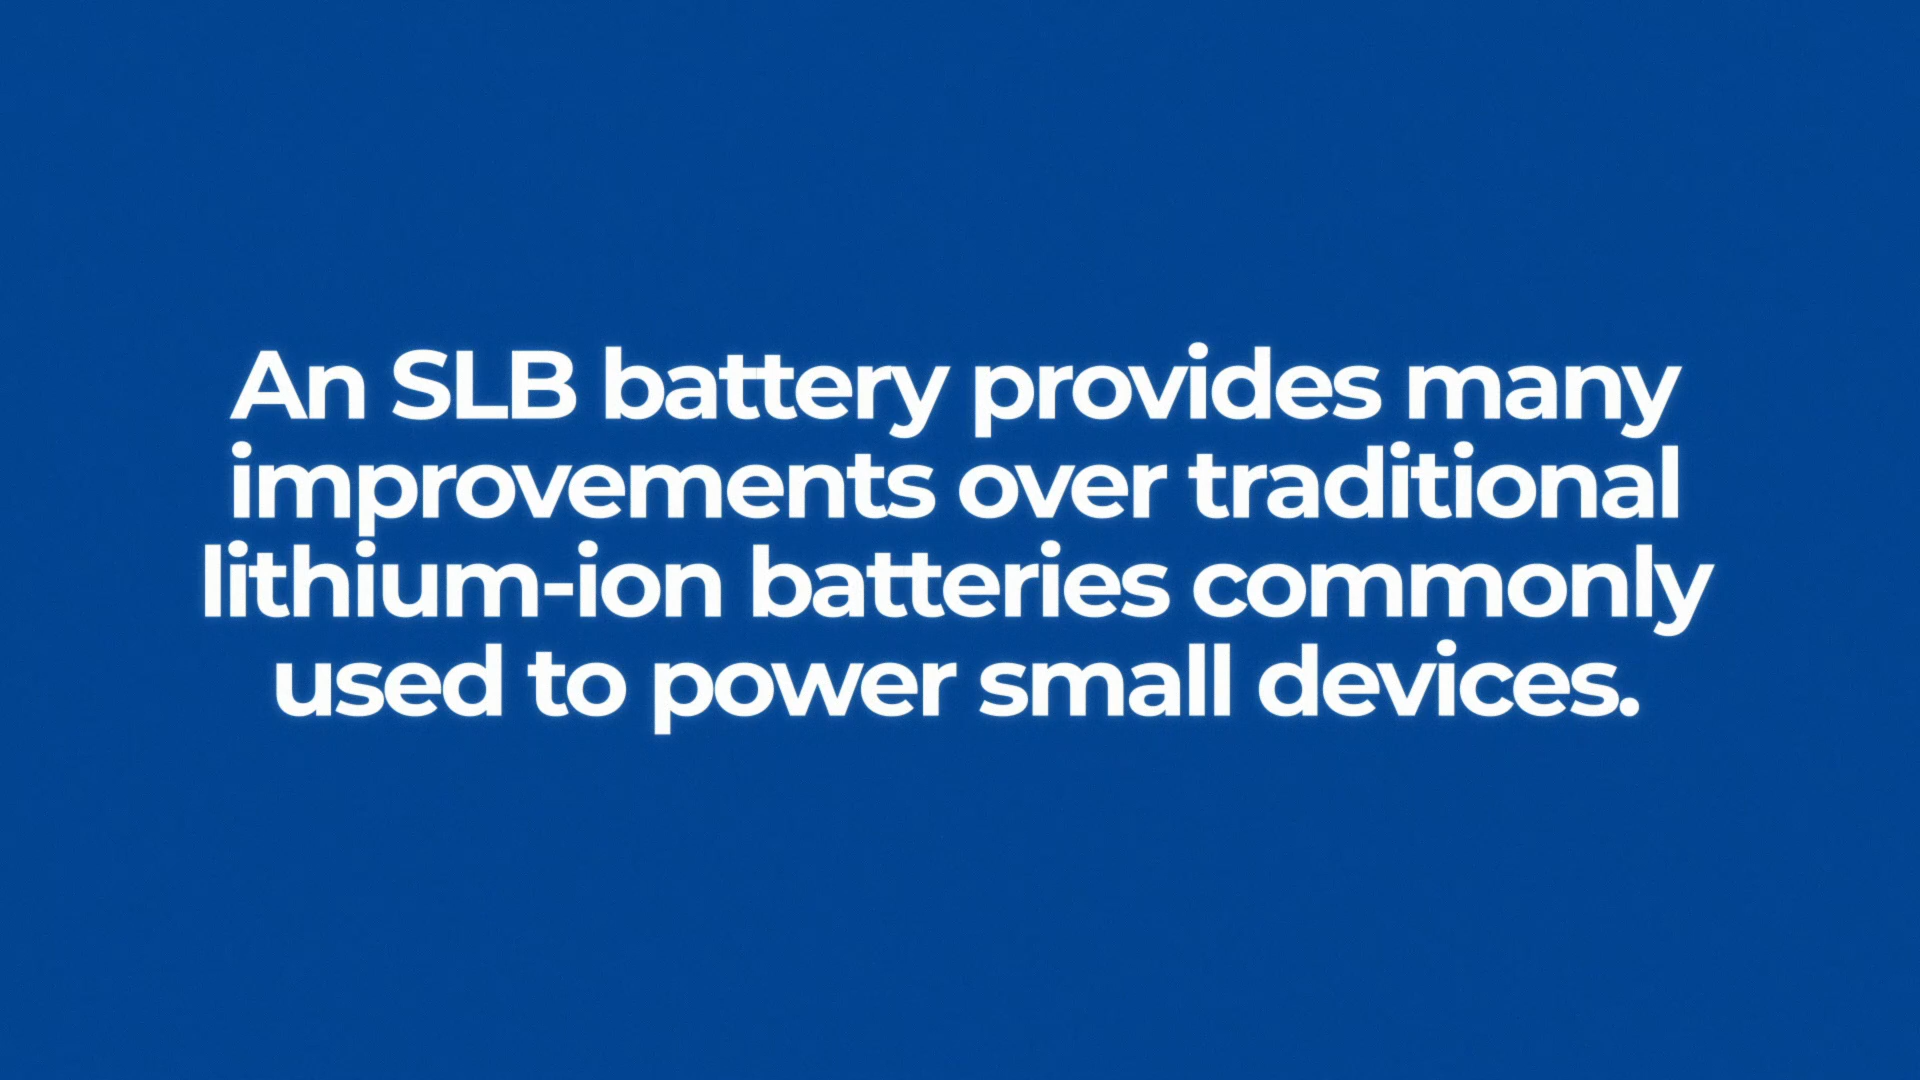 An SLB battery provides many
improvements over traditional
lithium-ion batteries commonly
used to power small devices.